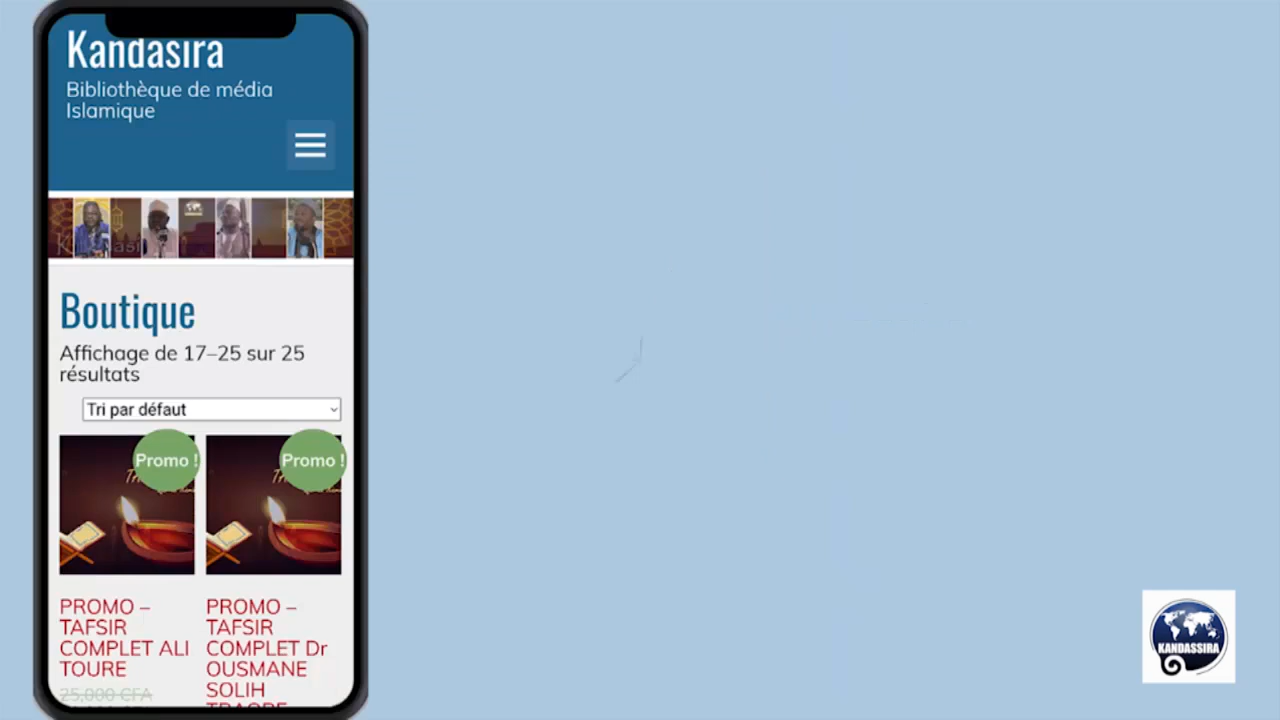 Kandasira
Bibliothèque de média
Islamique
Boutique
Affichage de 17–25 sur 25
résultats
Tri par défaut
Promo !
Promo !
PROMO –
TAFSIR
COMPLET ALI
TOURE
25,000 CFA
PROMO –
TAFSIR
COMPLET Dr
OUSMANE
SOLIH
KANDASSIRA